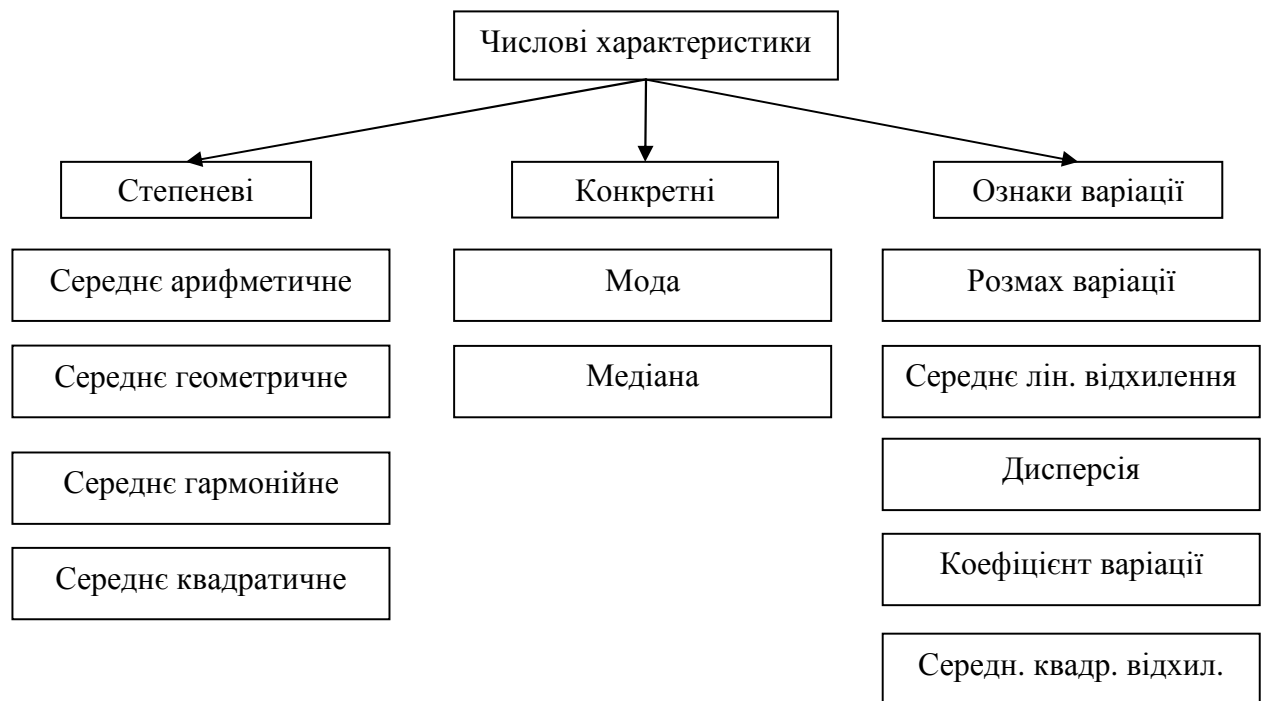 Числові характеристики
Степеневі
Конкретні
Ознаки варіації
Середнє арифметичне
Мода
Розмах варіації
Середнє геометричне
Медіана
Середнє лін. відхилення
Середнє гармонійне
Дисперсія
Середнє квадратичне
Коефіцієнт варіації
Середн. квадр. відхил.